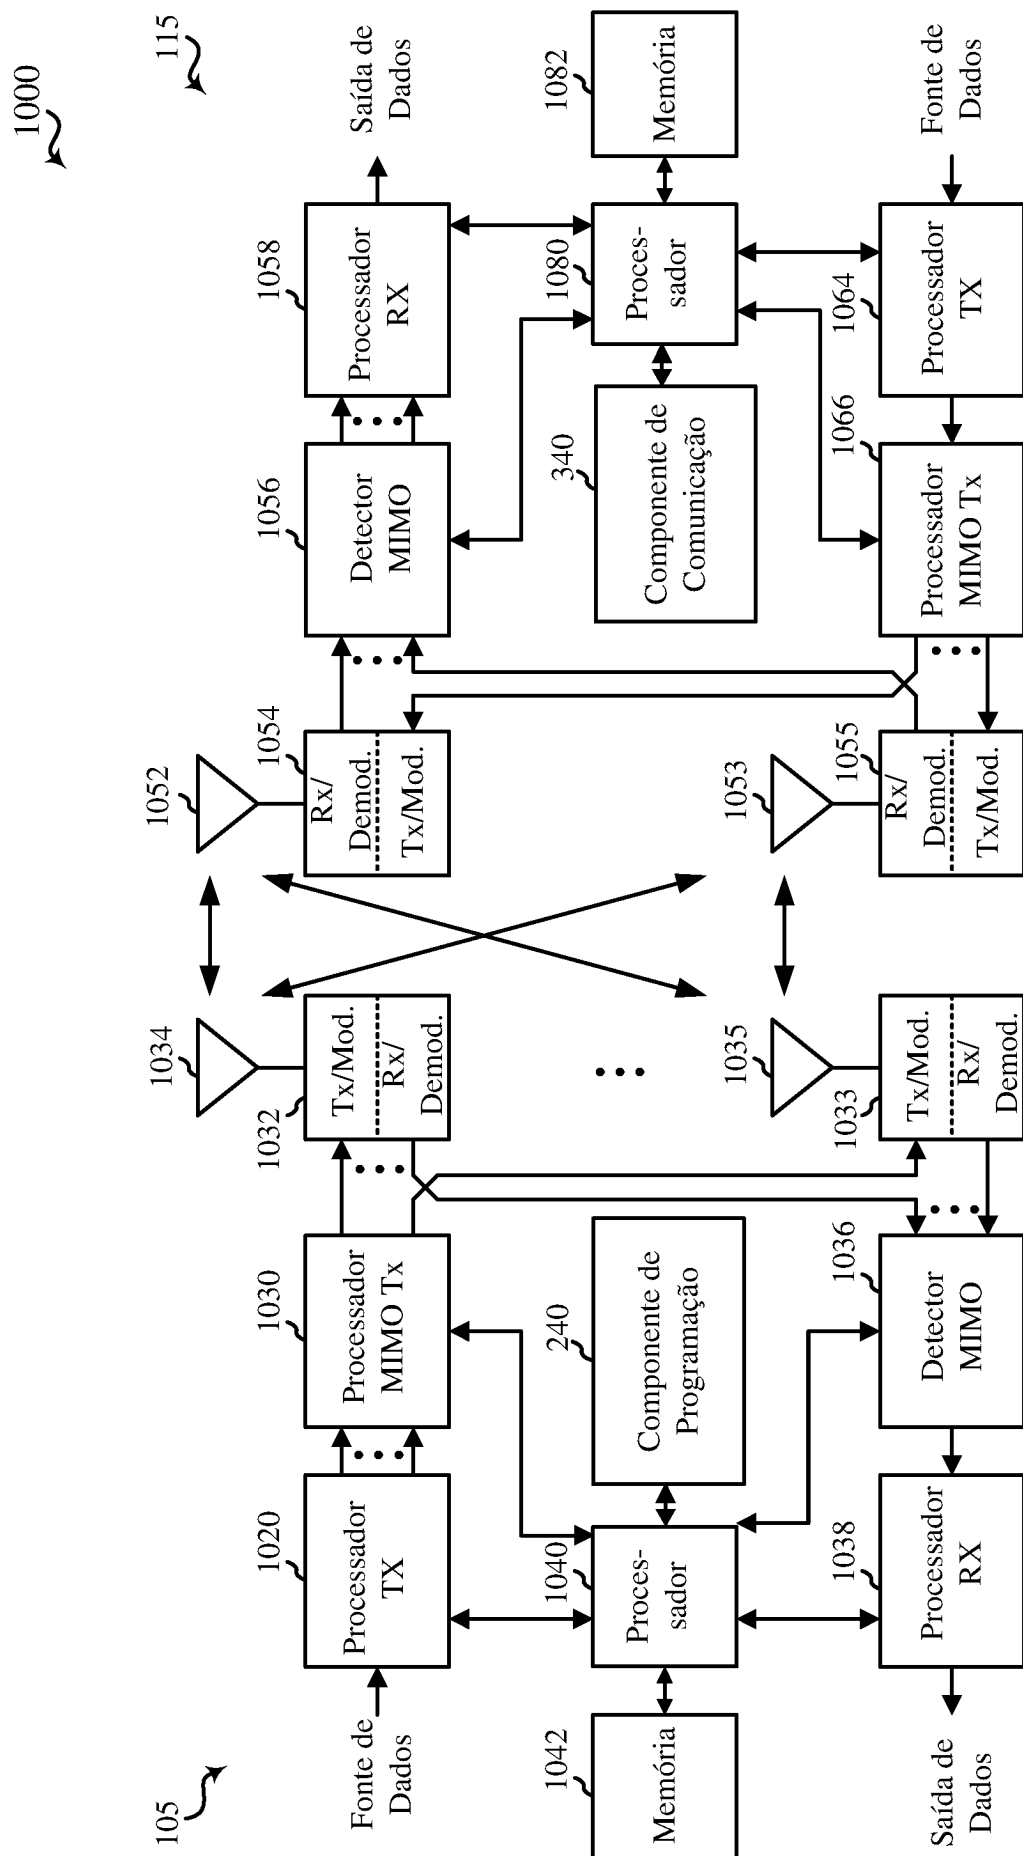 1000
105
115
Fonte de
Dados
1020
Processador
TX
1030
Processador
MIMO Tx
1032
Tx/Mod.
Rx/
Demod.
1034
1052
1054
Rx/
Demod.
Tx/Mod.
1056
Detector
MIMO
1058
Processador
RX
Saída de
Dados
1042
Memória
1040
Proces-
sador
240
Componente de
Programação
340
Componente de
Comunicação
1080
Proces-
sador
1082
Memória
Saída de
Dados
1038
Processador
RX
1036
Detector
MIMO
1033
Tx/Mod.
Rx/
Demod.
1035
1053
1055
Rx/
Demod.
Tx/Mod.
1066
Processador
MIMO Tx
1064
Processador
TX
Fonte de
Dados